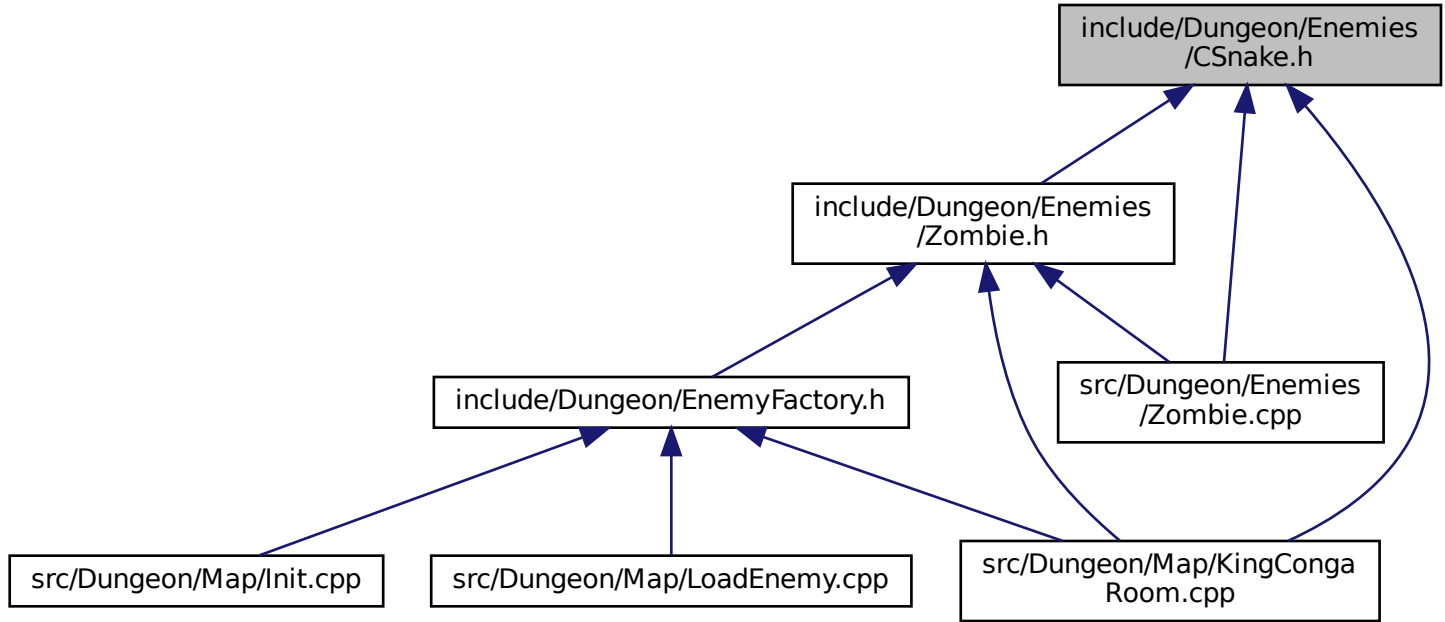 include/Dungeon/Enemies
/CSnake.h
include/Dungeon/Enemies
/Zombie.h
include/Dungeon/EnemyFactory.h
src/Dungeon/Enemies
/Zombie.cpp
src/Dungeon/Map/Init.cpp
src/Dungeon/Map/LoadEnemy.cpp
src/Dungeon/Map/KingConga
Room.cpp